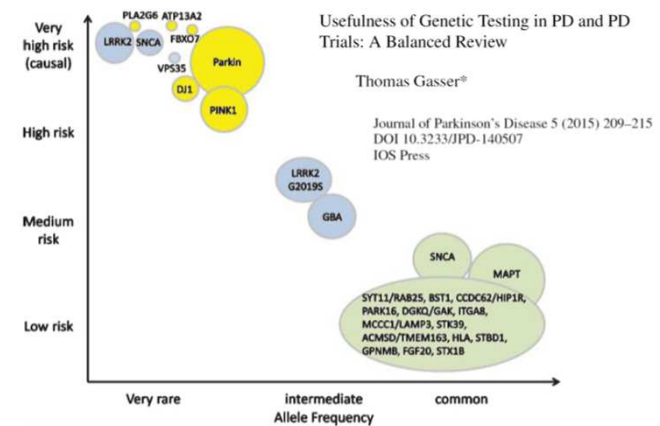 Usefulness of Genetic Testing in PD and PD
Trials: A Balanced Review
Thomas Gasser*
Journal of Parkinson's Disease 5 (2015) 209–215
DOI 10.3233/JPD-140507
IOS Press
Very
high risk
(causal)
High risk
Medium
risk
Low risk
PLA2G6 ATP13A2
LRRK2 SNCA FBXO7
VPS35
Parkin
DJ1
PINK1
LRRK2
G2019S
GBA
SNCA
MAPT
SYT11/RAB25, BST1, CCDC62/HIP1R,
PARK16, DGKQ/GAK, ITGA8,
MCCC1/LAMP3, STK39,
ACMSD/TMEM163, HLA, STBD1,
GPNMB, FGF20, STX1B
Very rare
intermediate
common
Allele Frequency